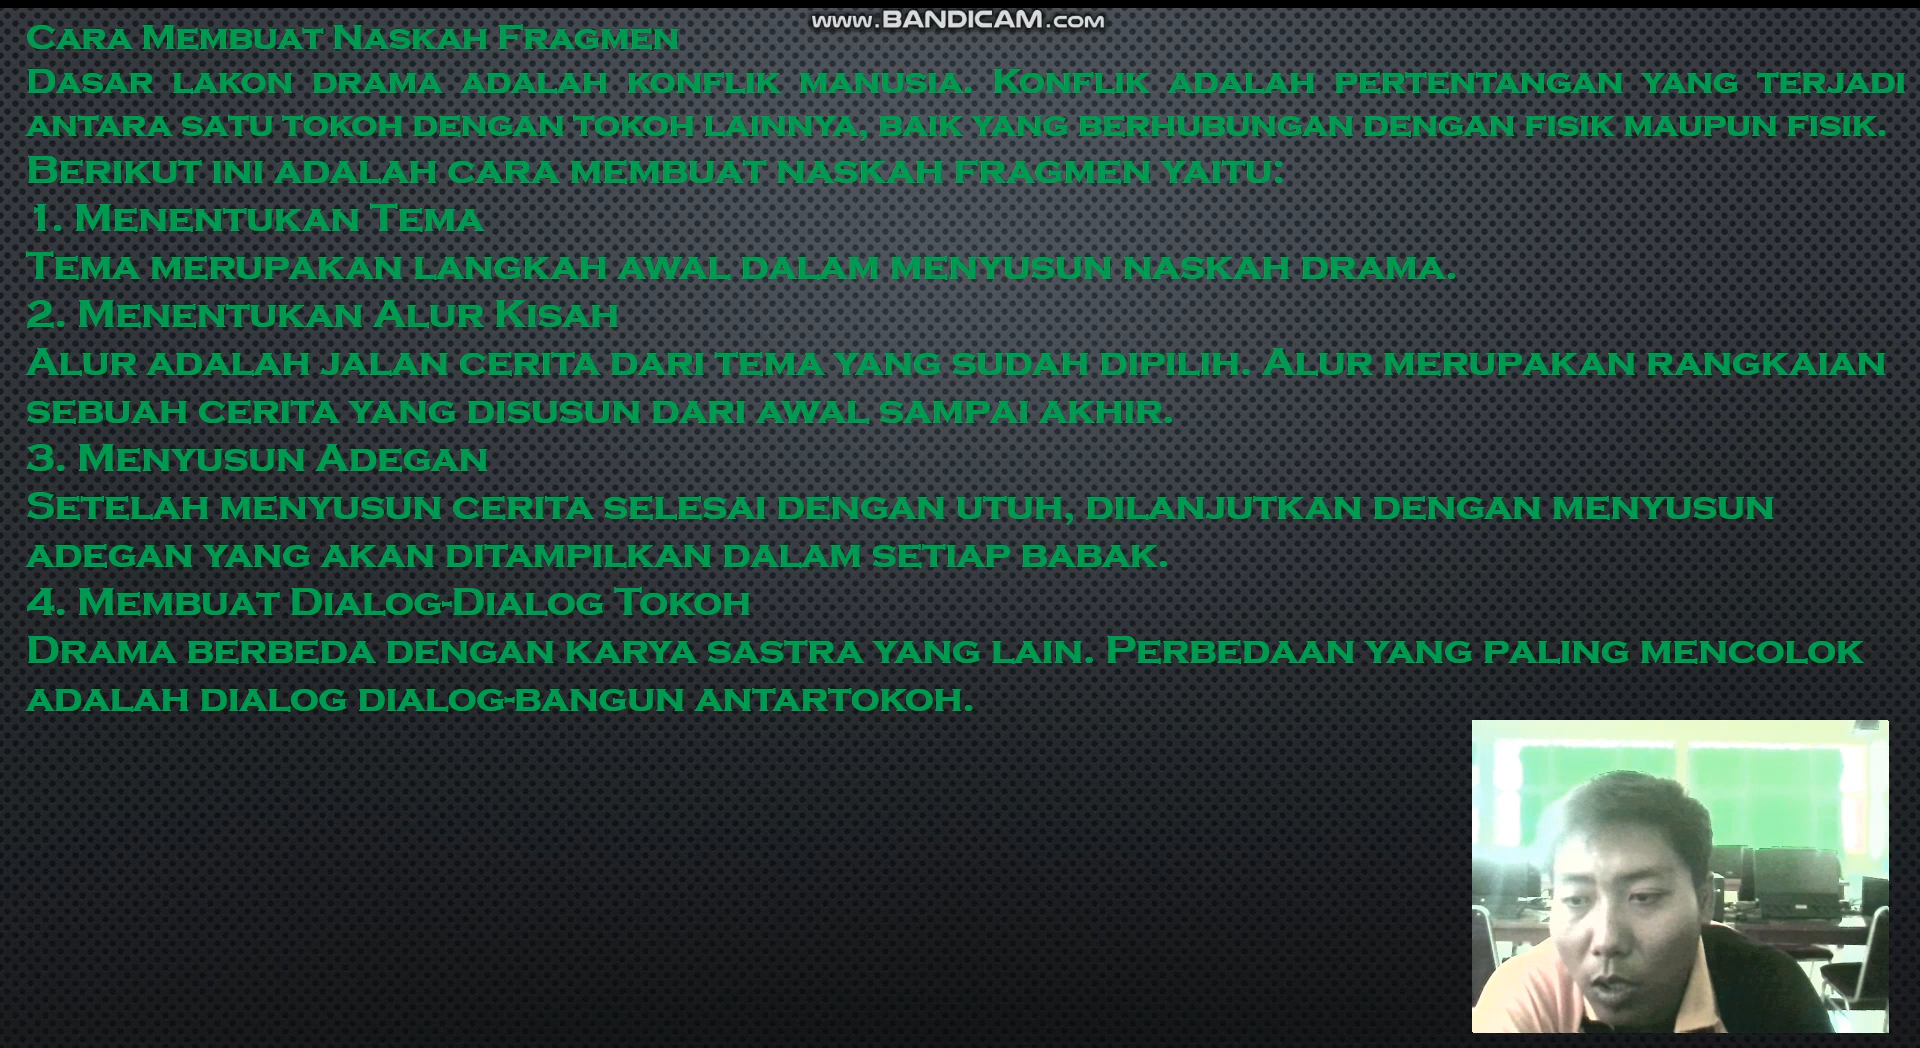 www.BANDICAM.com
Cara Membuat Naskah Fragmen
Dasar lakon drama adalah konflik manusia. Konflik adalah pertentangan yang terjadi
antara satu tokoh dengan tokoh lainnya, baik yang berhubungan dengan fisik maupun fisik.
Berikut ini adalah cara membuat naskah fragmen yaitu:
1. Menentukan Tema
Tema merupakan langkah awal dalam menyusun naskah drama.
2. Menentukan Alur Kisah
Alur adalah jalan cerita dari tema yang sudah dipilih. Alur merupakan rangkaian
sebuah cerita yang disusun dari awal sampai akhir.
3. Menyusun Adegan
Setelah menyusun cerita selesai dengan utuh, dilanjutkan dengan menyusun
adegan yang akan ditampilkan dalam setiap babak.
4. Membuat Dialog-Dialog Tokoh
Drama berbeda dengan karya sastra yang lain. Perbedaan yang paling mencolok
adalah dialog dialog-bangun antartokoh.